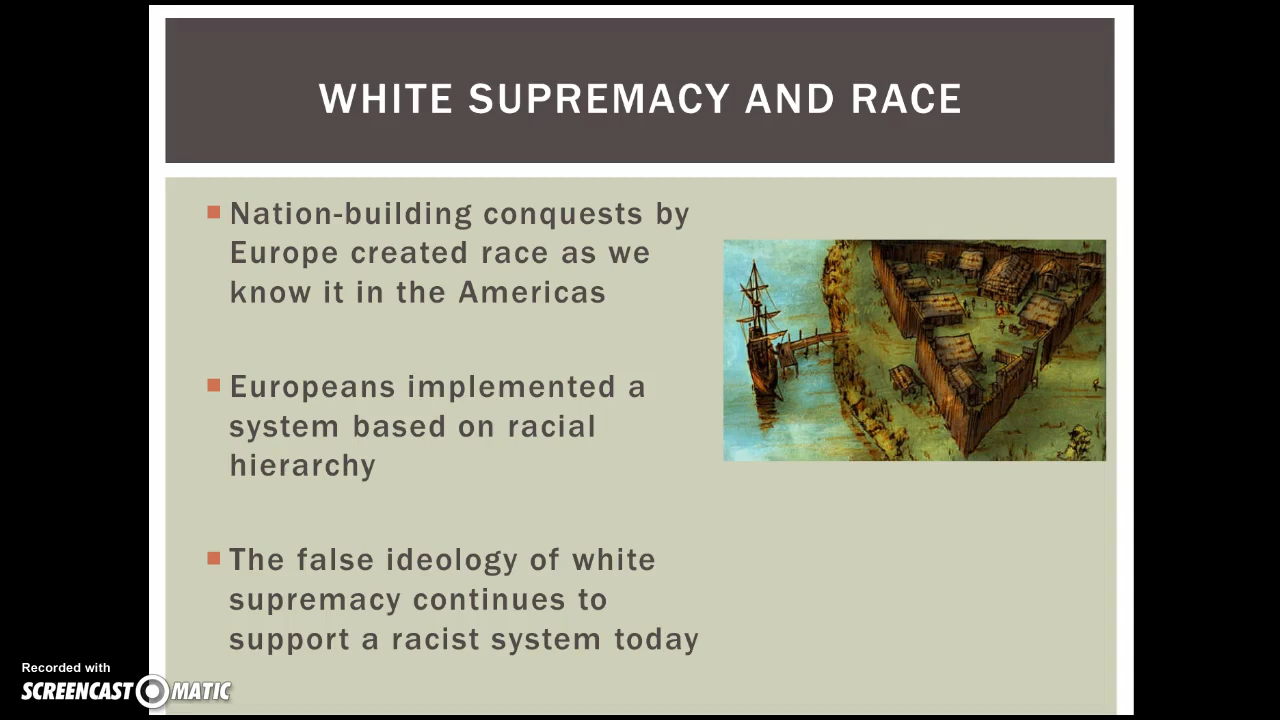 WHITE SUPREMACY AND RACE
Nation-building conquests by
Europe created race as we
know it in the Americas
Europeans implemented a
system based on racial
hierarchy
The false ideology of white
supremacy continues to
support a racist system today
Recorded with
SCREENCAST MATIC